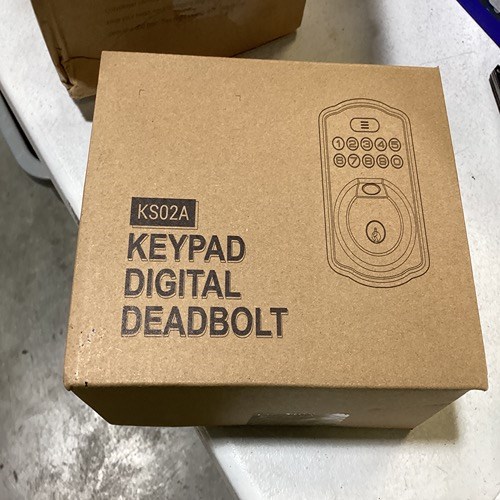 KS02A
KEYPAD
DIGITAL
DEADBOLT
1 2 3 4 5
6 7 8 9 0